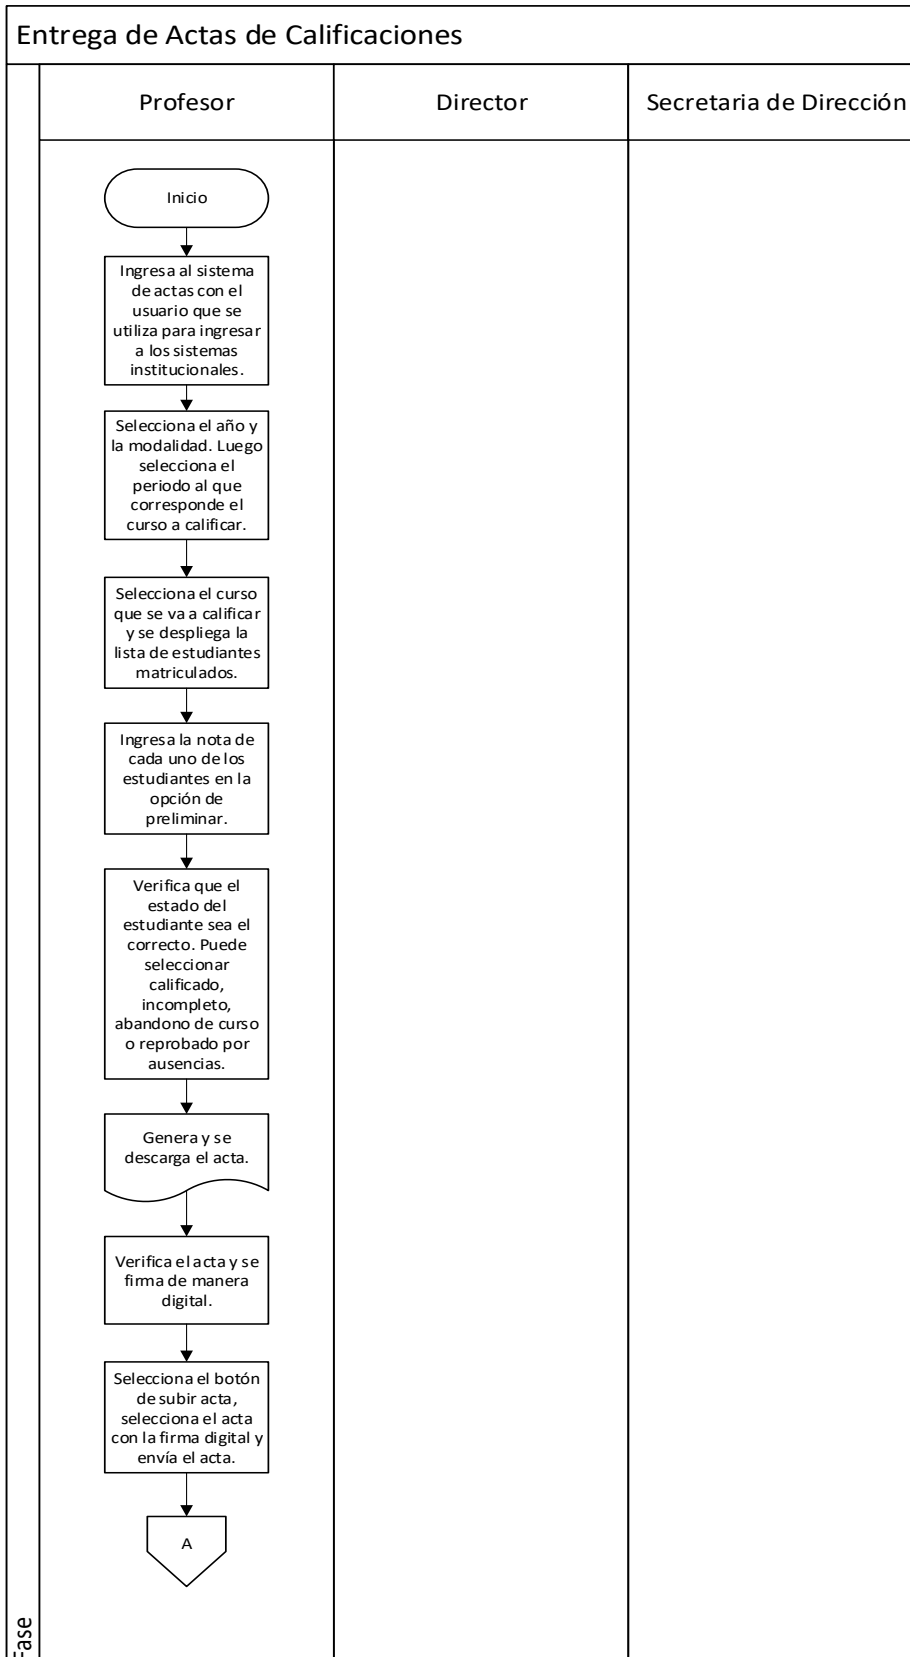 Entrega de Actas de Calificaciones
Profesor
Director
Secretaria de Dirección
Inicio
Ingresa al sistema
de actas con el
usuario que se
utiliza para ingresar
a los sistemas
institucionales.
Selecciona el año y
la modalidad. Luego
selecciona el
periodo al que
corresponde el
curso a calificar.
Selecciona el curso
que se va a calificar
y se despliega la
lista de estudiantes
matriculados.
Ingresa la nota de
cada uno de los
estudiantes en la
opción de
preliminar.
Verifica que el
estado del
estudiante sea el
correcto. Puede
seleccionar
calificado,
incompleto,
abandono de curso
o reprobado por
ausencias.
Genera y se
descarga el acta.
Verifica el acta y se
firma de manera
digital.
Selecciona el botón
de subir acta,
selecciona el acta
con la firma digital y
envía el acta.
A
Fase